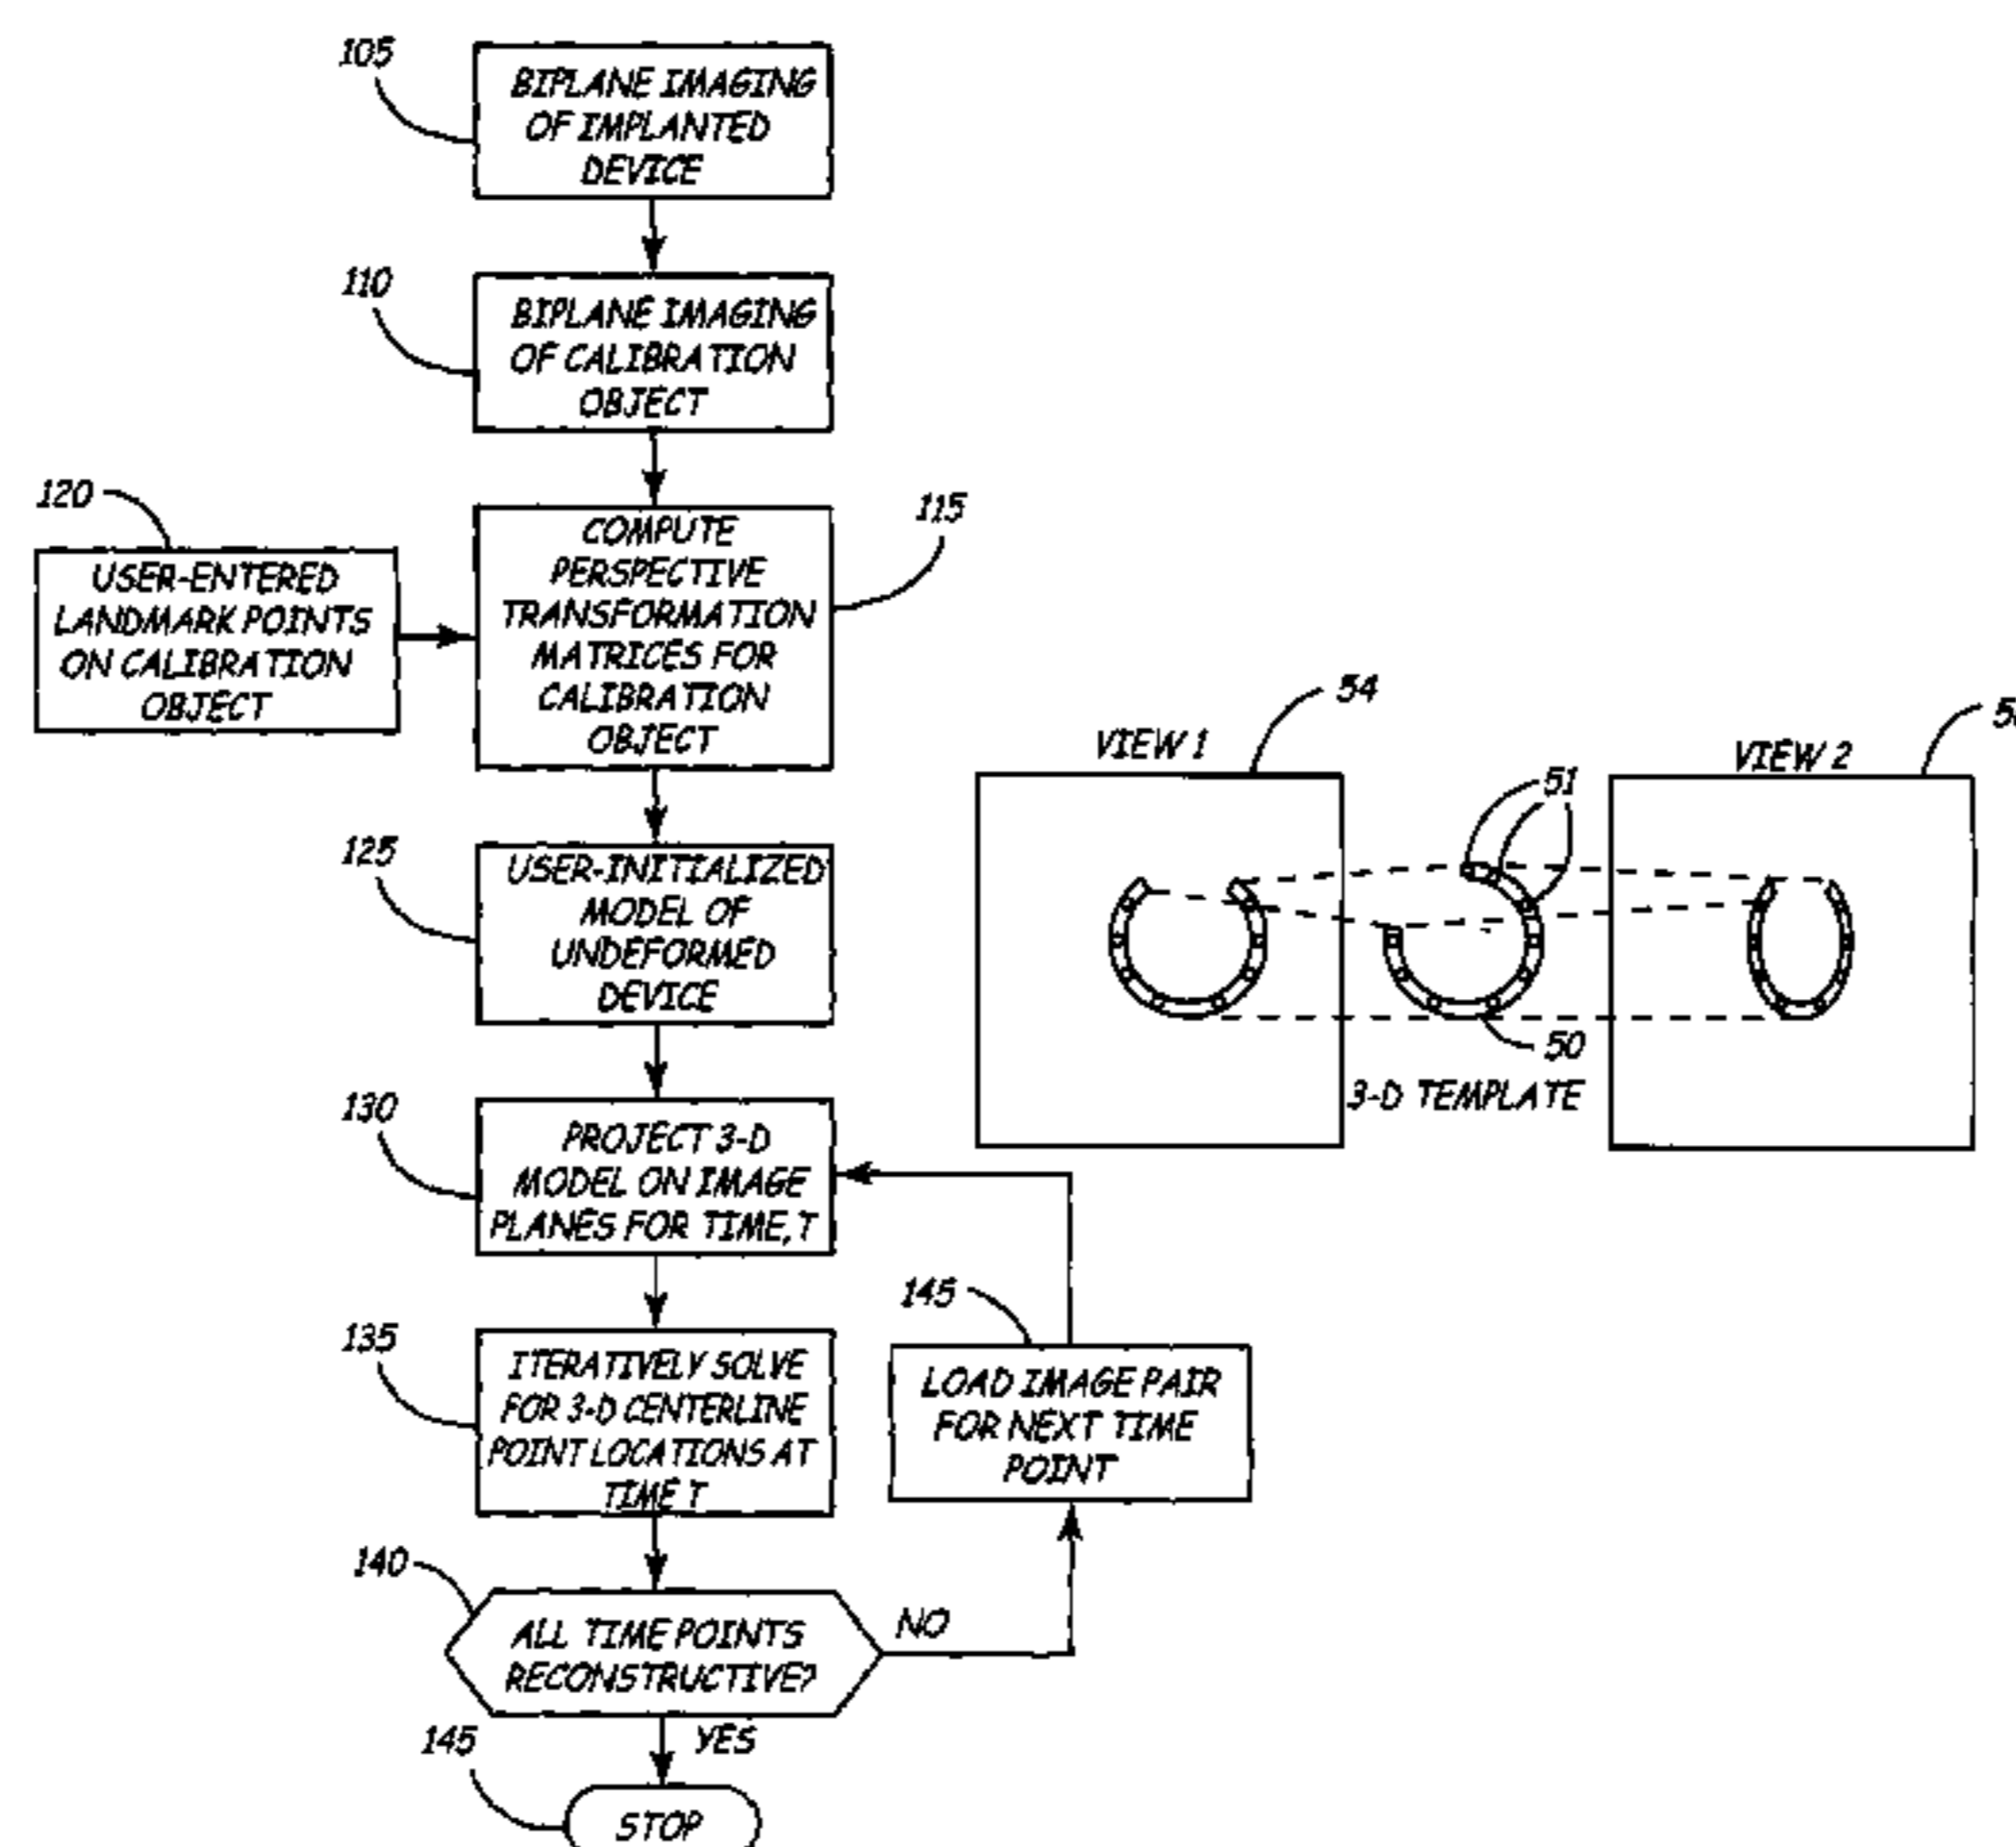 105
BIPLANE IMAGING
OF IMPLANTED
DEVICE
110
BIPLANE IMAGING
OF CALIBRATION
OBJECT
120
USER-ENTERED
LANDMARK POINTS
ON CALIBRATION
OBJECT
115
COMPUTE
PERSPECTIVE
TRANSFORMATION
MATRICES FOR
CALIBRATION
OBJECT
125
USER-INITIALIZED
MODEL OF
UNDEFORMED
DEVICE
54
VIEW 1
51
VIEW 2
50
3-D TEMPLATE
130
PROJECT 3-D
MODEL ON IMAGE
PLANES FOR TIME, T
135
ITERATIVELY SOLVE
FOR 3-D CENTERLINE
POINT LOCATIONS AT
TIME T
145
LOAD IMAGE PAIR
FOR NEXT TIME
POINT
140
ALL TIME POINTS
RECONSTRUCTIVE?
NO
YES
145
STOP